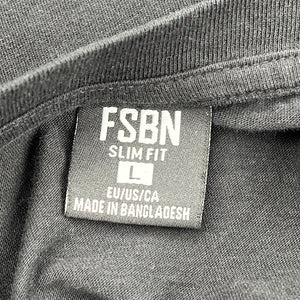 FSBN
SLIM FIT
L
EU/US/CA
MADE IN BANGLADESH